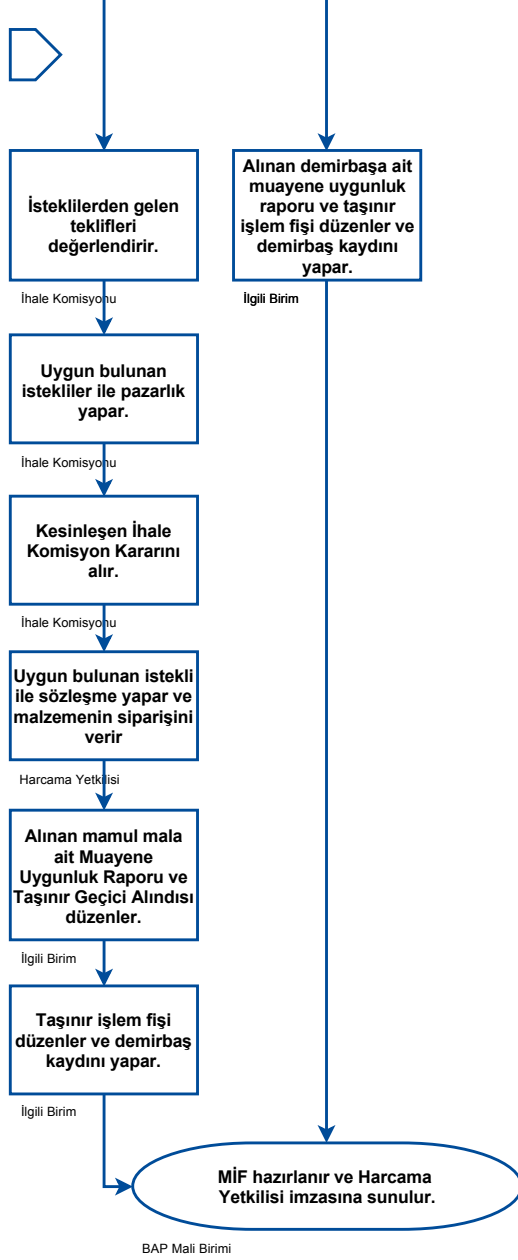 İsteklilerden gelen
teklifleri
değerlendirir.
İhale Komisyonu
Uygun bulunan
istekliler ile pazarlık
yapar.
İhale Komisyonu
Kesinleşen İhale
Komisyon Kararını
alır.
İhale Komisyonu
Uygun bulunan istekli
ile sözleşme yapar ve
malzemenin siparişini
verir
Harcama Yetkilisi
Alınan mamul mala
ait Muayene
Uygunluk Raporu ve
Taşınır Geçici Alındısı
düzenler.
İlgili Birim
Taşınır işlem fişi
düzenler ve demirbaş
kaydını yapar.
İlgili Birim
Alınan demirbaşa ait
muayene uygunluk
raporu ve taşınır
işlem fişi düzenler ve
demirbaş kaydını
yapar.
İlgili Birim
MİF hazırlanır ve Harcama
Yetkilisi imzasına sunulur.
BAP Mali Birimi